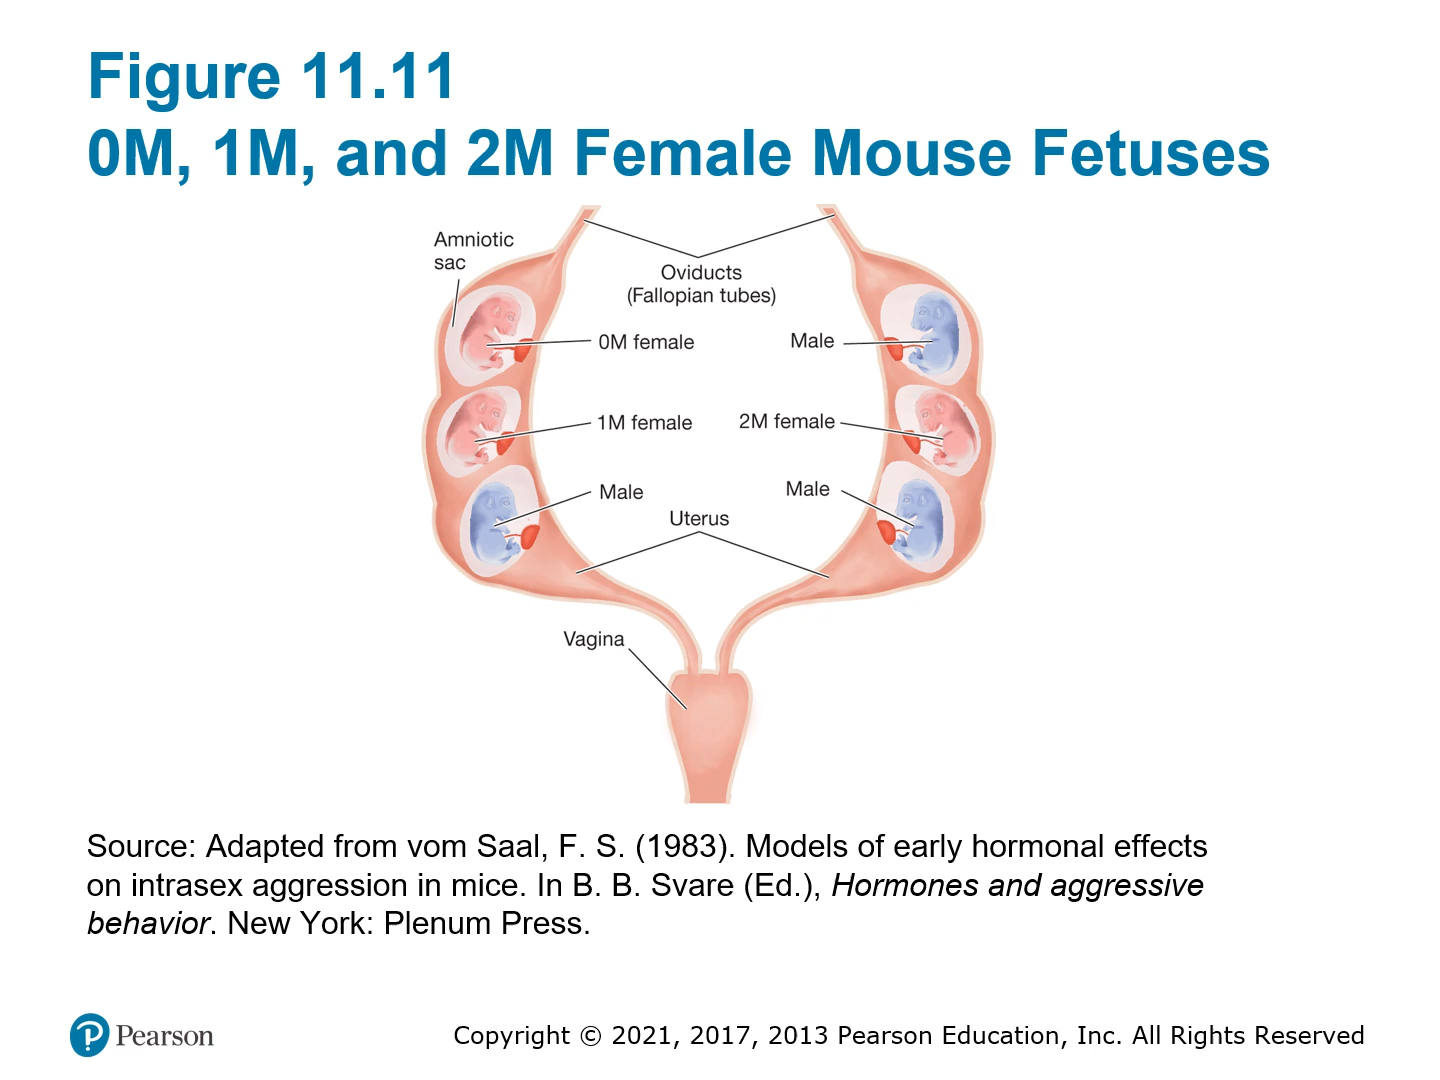 Figure 11.11
0M, 1M, and 2M Female Mouse Fetuses
Amniotic
sac
Oviducts
(Fallopian tubes)
0M female
Male
1M female
2M female
Male
Male
Uterus
Vagina
Source: Adapted from vom Saal, F. S. (1983). Models of early hormonal effects
on intrasex aggression in mice. In B. B. Svare (Ed.), Hormones and aggressive
behavior. New York: Plenum Press.
P Pearson
Copyright © 2021, 2017, 2013 Pearson Education, Inc. All Rights Reserved